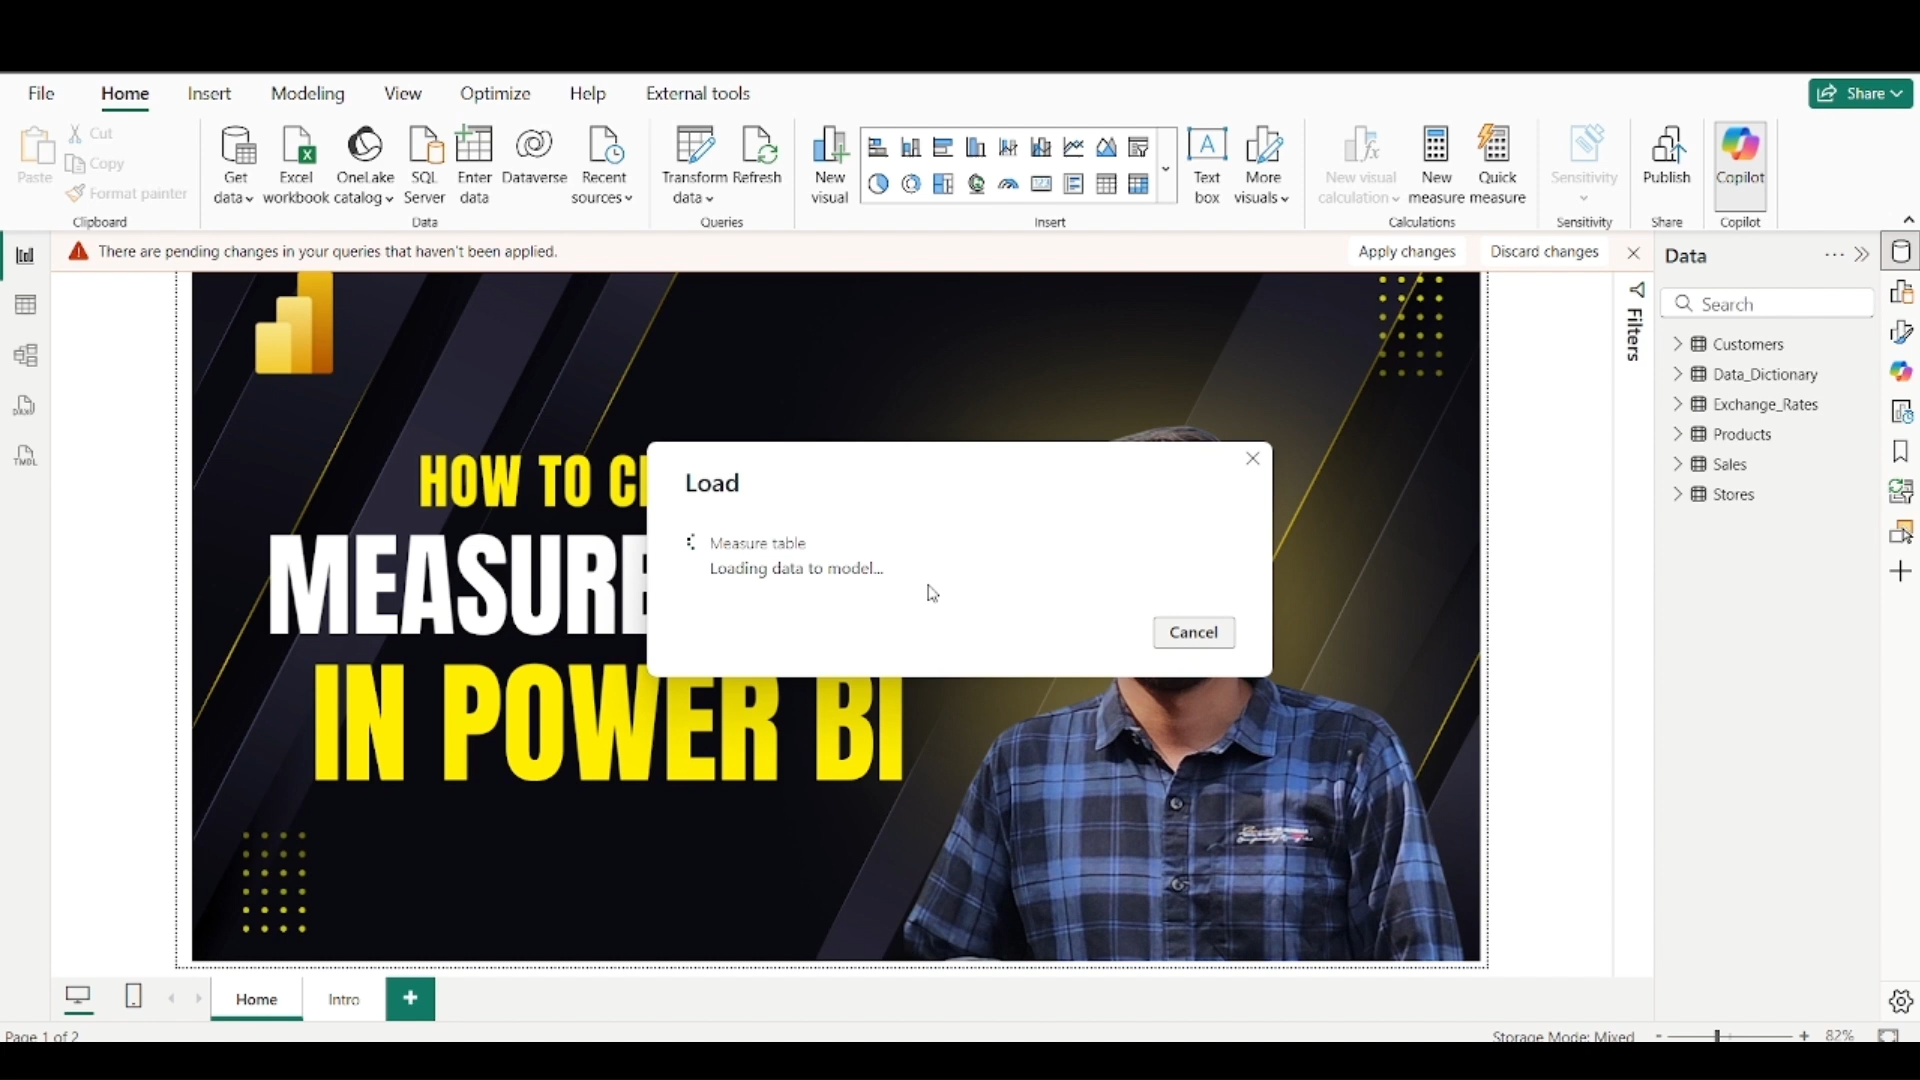 File Home Insert Modeling View Optimize Help External tools Share
Paste Cut
Copy
Format painter
Clipboard
Get data Excel workbook OneLake catalog SQL Server Enter data Dataverse Recent sources
Data
Transform data Refresh
Queries
New visual Text box More visuals
Insert
New visual calculation New measure Quick measure
Calculations
Sensitivity
Sensitivity
Publish
Share
Copilot
Copilot
There are pending changes in your queries that haven't been applied. Apply changes Discard changes
Data
Search
Filters
Customers
Data_Dictionary
Exchange_Rates
Products
Sales
Stores
DAX
TMDL
HOW TO
MEASURE
IN POWER BI
Load
Measure table
Loading data to model...
Cancel
Home Intro
Page 1 of 2
Storage Mode: Mixed 82%